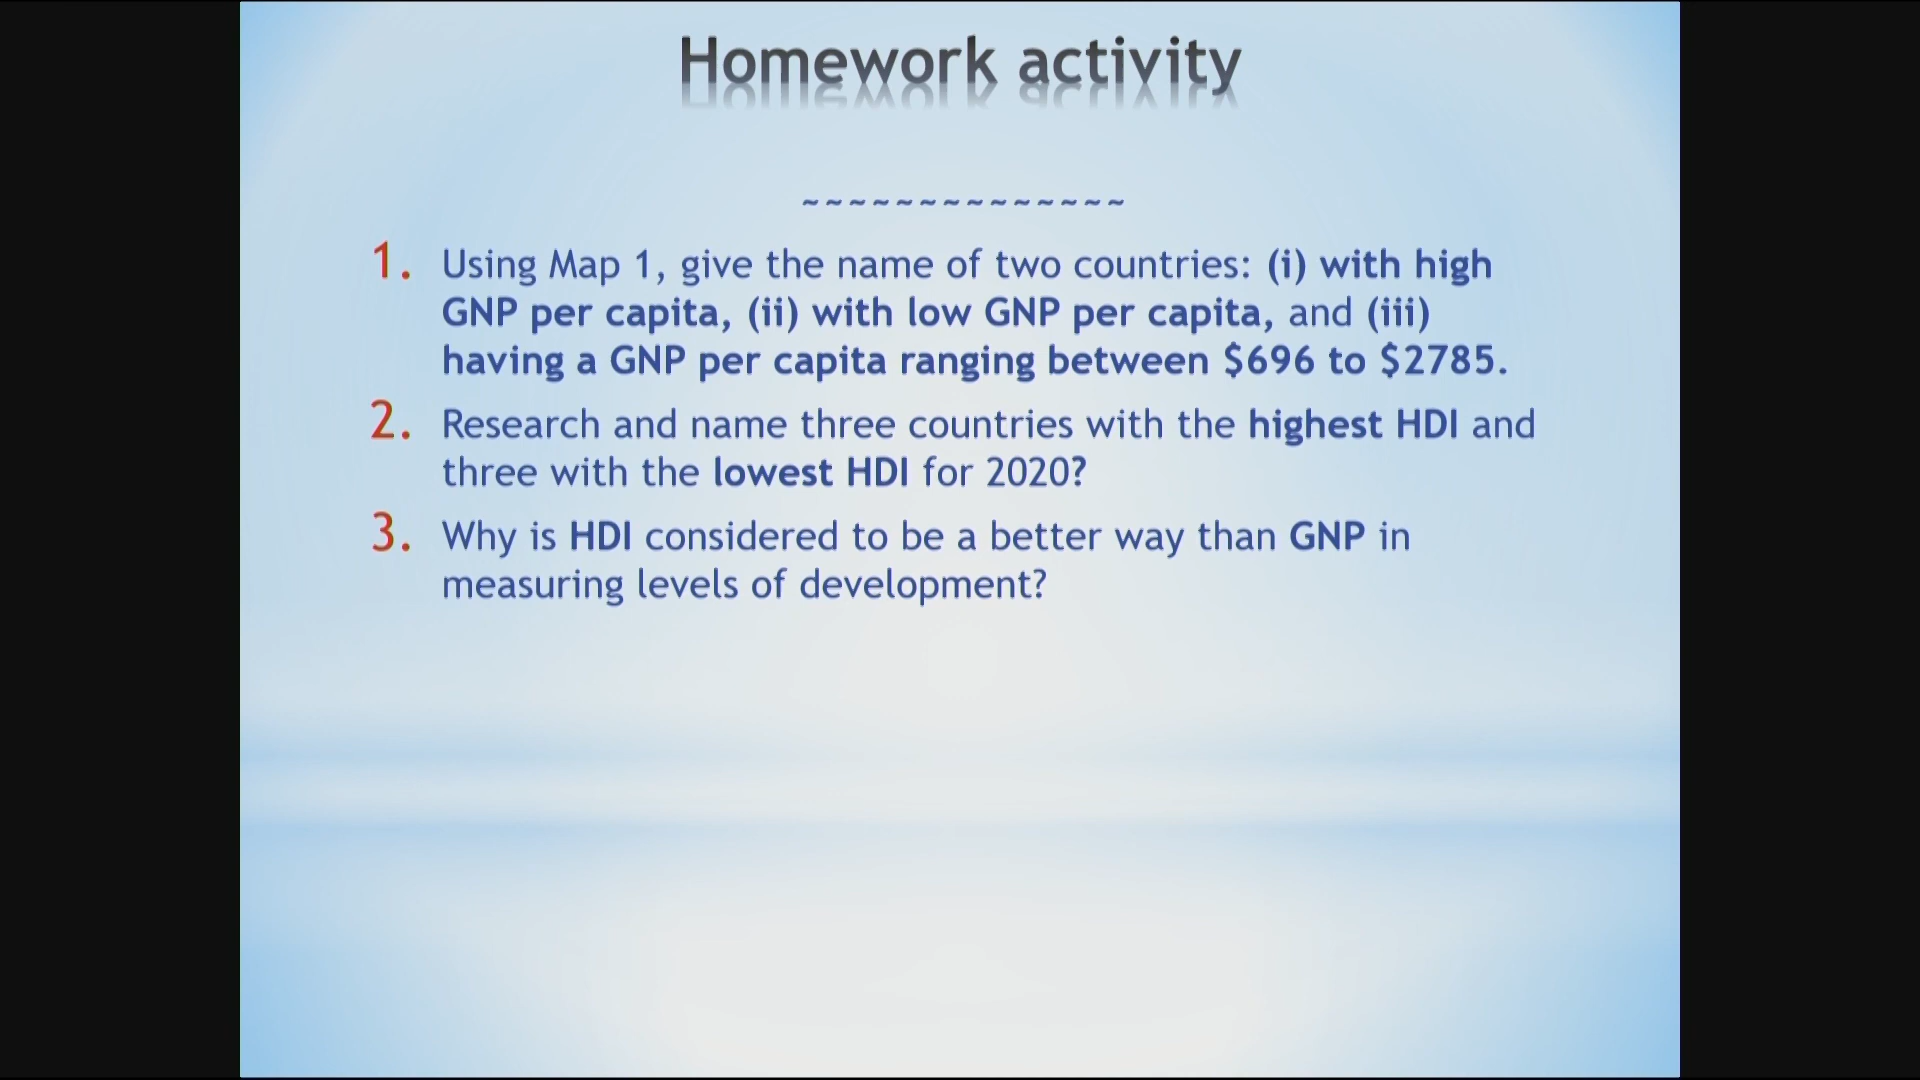 Homework activity
~~~~~~~~~~~~~~
1. Using Map 1, give the name of two countries: (i) with high
GNP per capita, (ii) with low GNP per capita, and (iii)
having a GNP per capita ranging between $696 to $2785.
2. Research and name three countries with the highest HDI and
three with the lowest HDI for 2020?
3. Why is HDI considered to be a better way than GNP in
measuring levels of development?